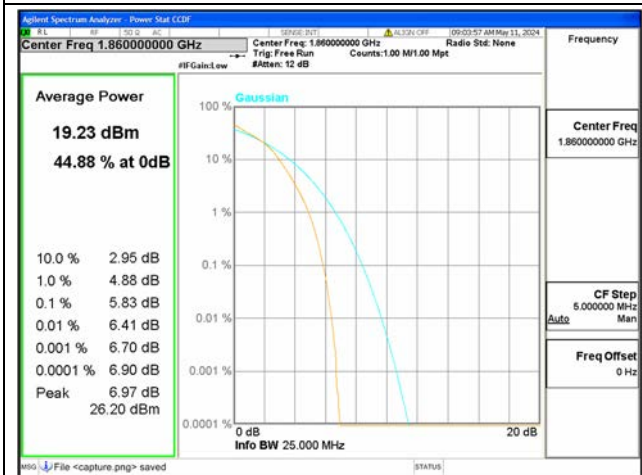 Agilent Spectrum Analyzer - Power Stat CCDF
RL RF 50 Ω AC SENSE:INT ALIGN OFF 09:03:57 AM May 11, 2024
Center Freq 1.860000000 GHz
Center Freq: 1.860000000 GHz Radio Std: None
Trig: Free Run Counts:1.00 M/1.00 Mpt
#IFGain:Low #Atten: 12 dB
Frequency
Average Power
19.23 dBm
44.88 % at 0dB
10.0 % 2.95 dB
1.0 % 4.88 dB
0.1 % 5.83 dB
0.01 % 6.41 dB
0.001 % 6.70 dB
0.0001 % 6.90 dB
Peak 6.97 dB
26.20 dBm
Gaussian
100 %
10 %
1 %
0.1 %
0.01 %
0.001 %
0.0001 %
0 dB 20 dB
Info BW 25.000 MHz
Center Freq
1.860000000 GHz
CF Step
5.000000 MHz
Auto Man
Freq Offset
0 Hz
MSG File <capture.png> saved STATUS